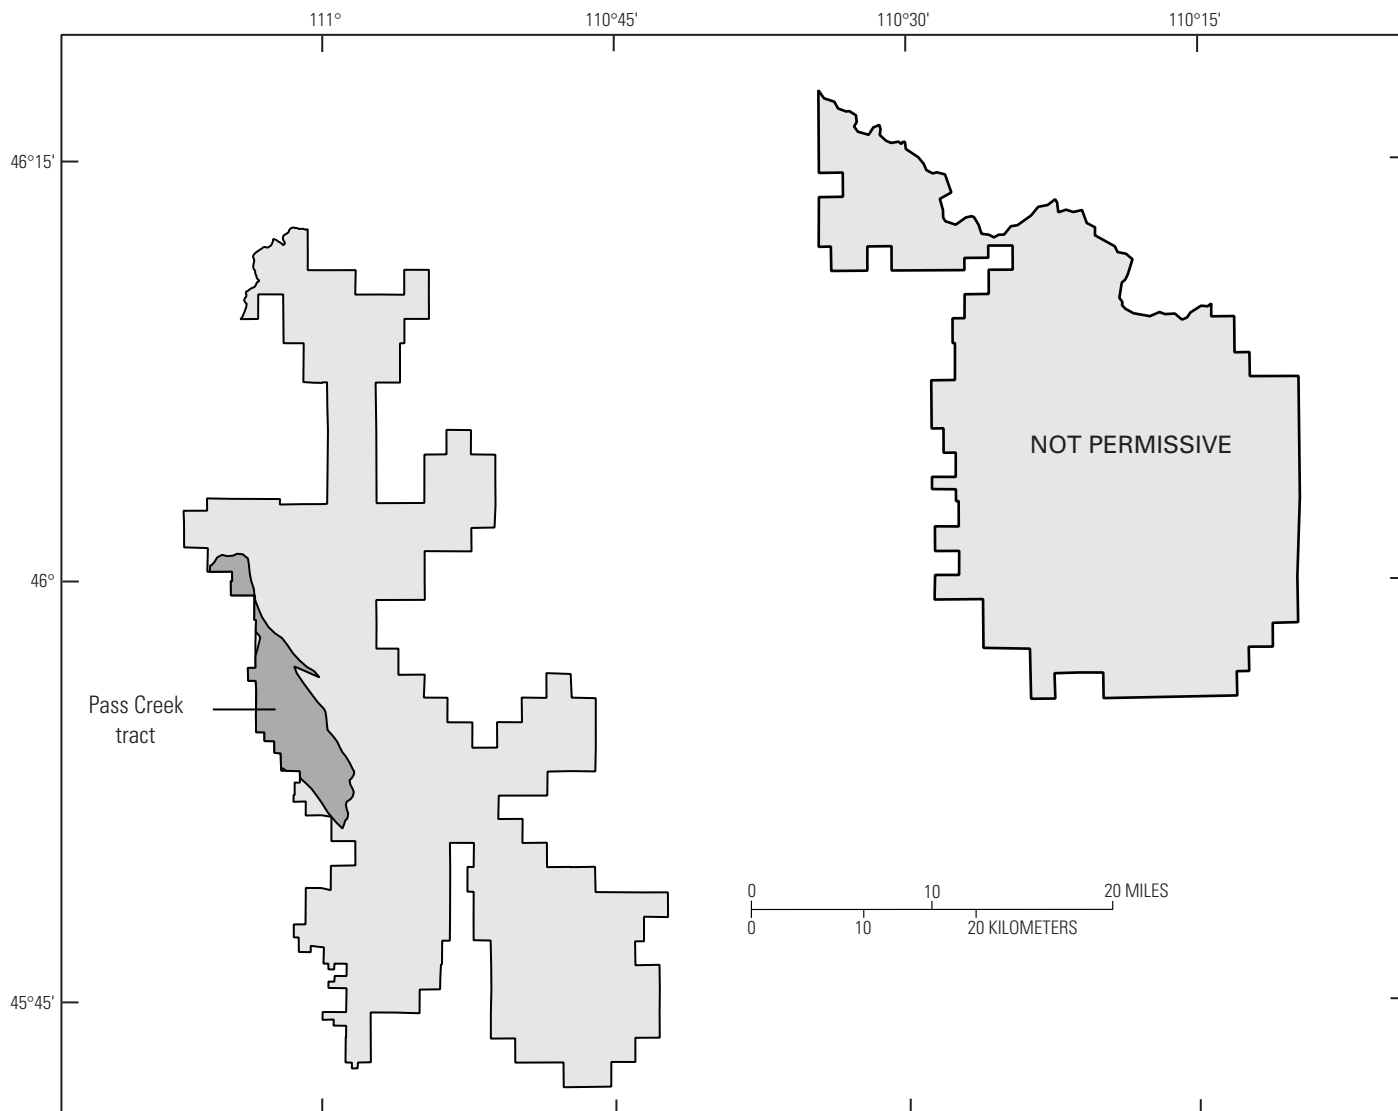 111°
110°45'
110°30'
110°15'
46°15'
NOT PERMISSIVE
46°
Pass Creek
tract
0 10 20 MILES
0 10 20 KILOMETERS
45°45'